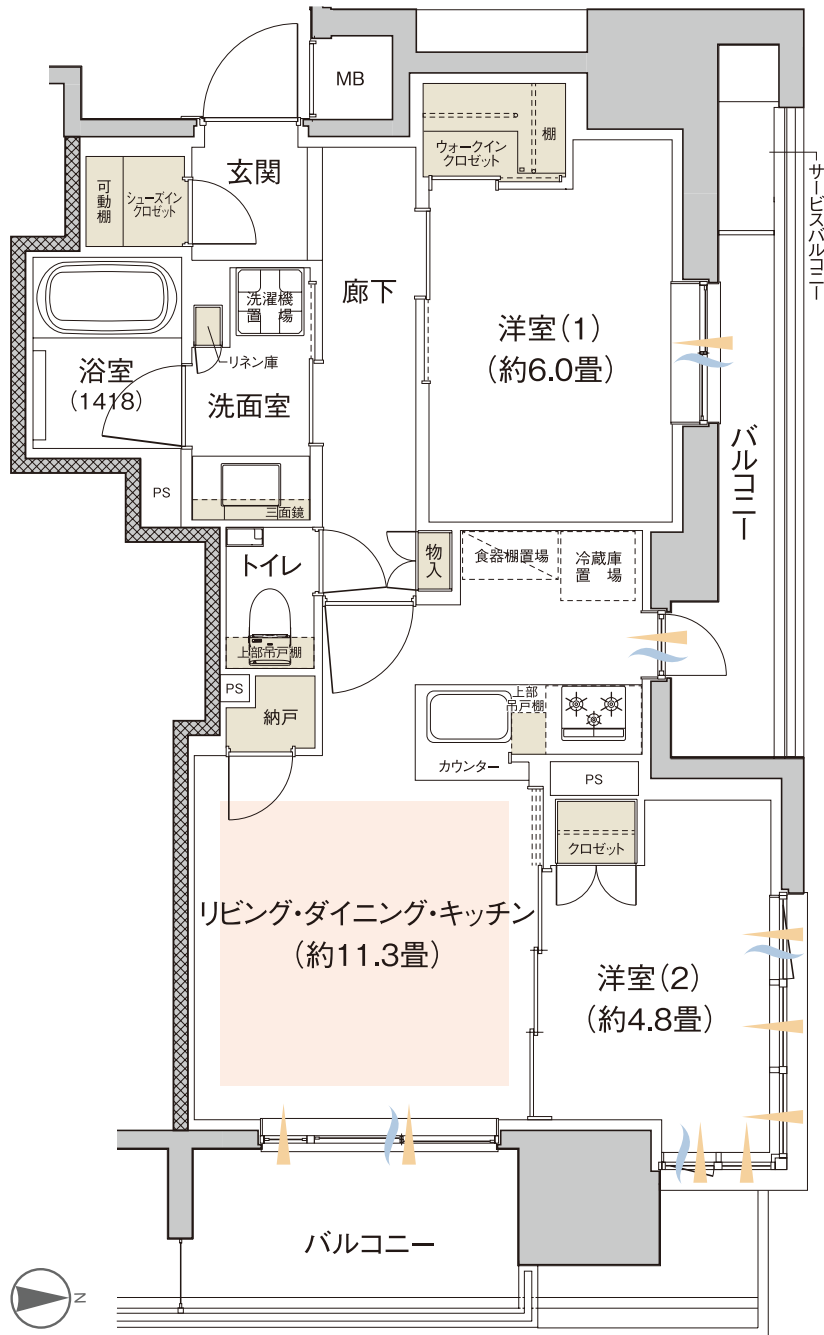 MB
玄関
可動棚
シューズイン
クロゼット
ウォークイン
クロゼット
棚
サービスバルコニー
洗濯機
置場
廊下
洋室(1)
(約6.0畳)
リネン庫
浴室
(1418)
洗面室
バルコニー
PS
三面鏡
トイレ
物入
食器棚置場
冷蔵庫
置場
上部吊戸棚
PS
納戸
上部
吊戸棚
カウンター
PS
クロゼット
リビング・ダイニング・キッチン
(約11.3畳)
洋室(2)
(約4.8畳)
バルコニー
N